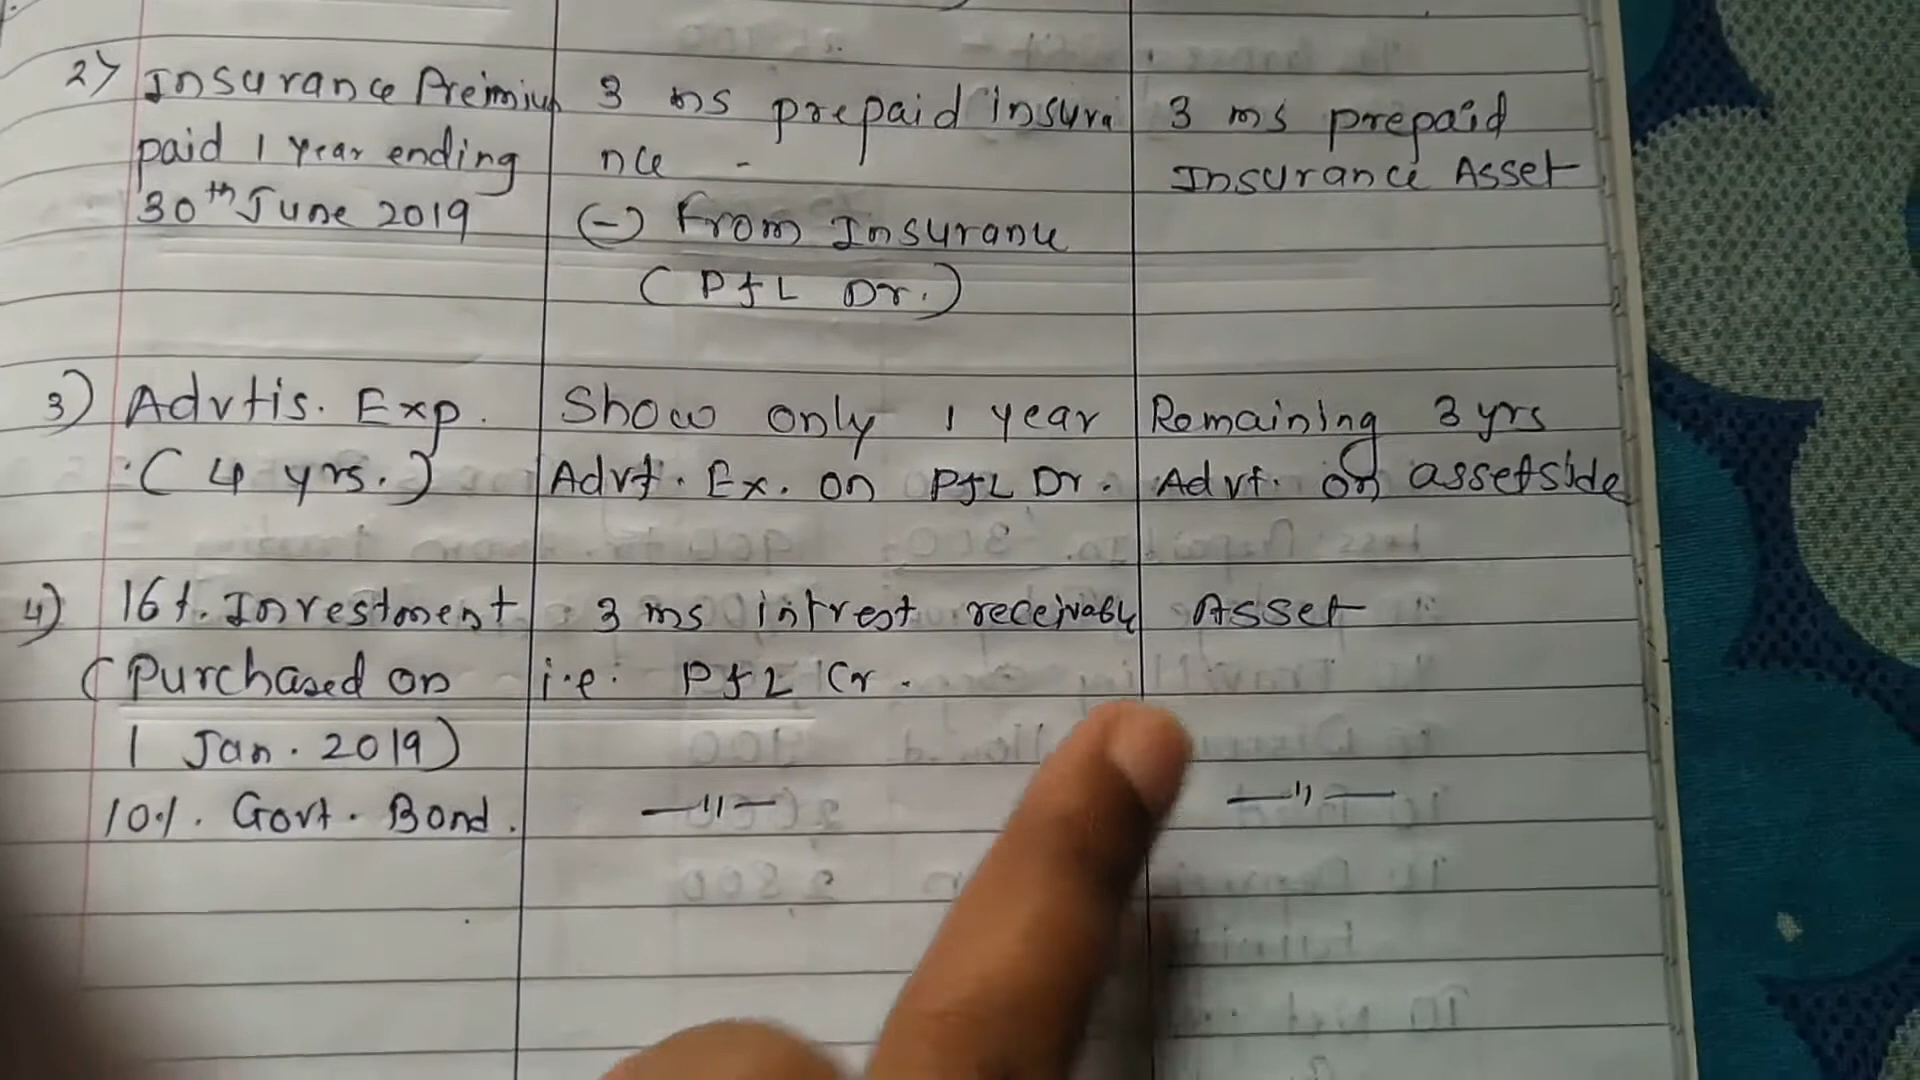 2) Insurance Preimium 3 ms prepaid insura 3 ms prepaid
paid 1 year ending nce - Insurance Asset
30th June 2019 (-) From Insurance
(P&L Dr.)
3) Advtis. Exp. Show only 1 year Remaining 3 yrs
(4 yrs.) Advt. Ex. on P&L Dr. Advt. on assetside
4) 16%. Investment 3 ms intrest receivable Asset
(Purchased on i.e. P&L Cr.
1 Jan. 2019)
10%. Govt. Bond. —"— —"—